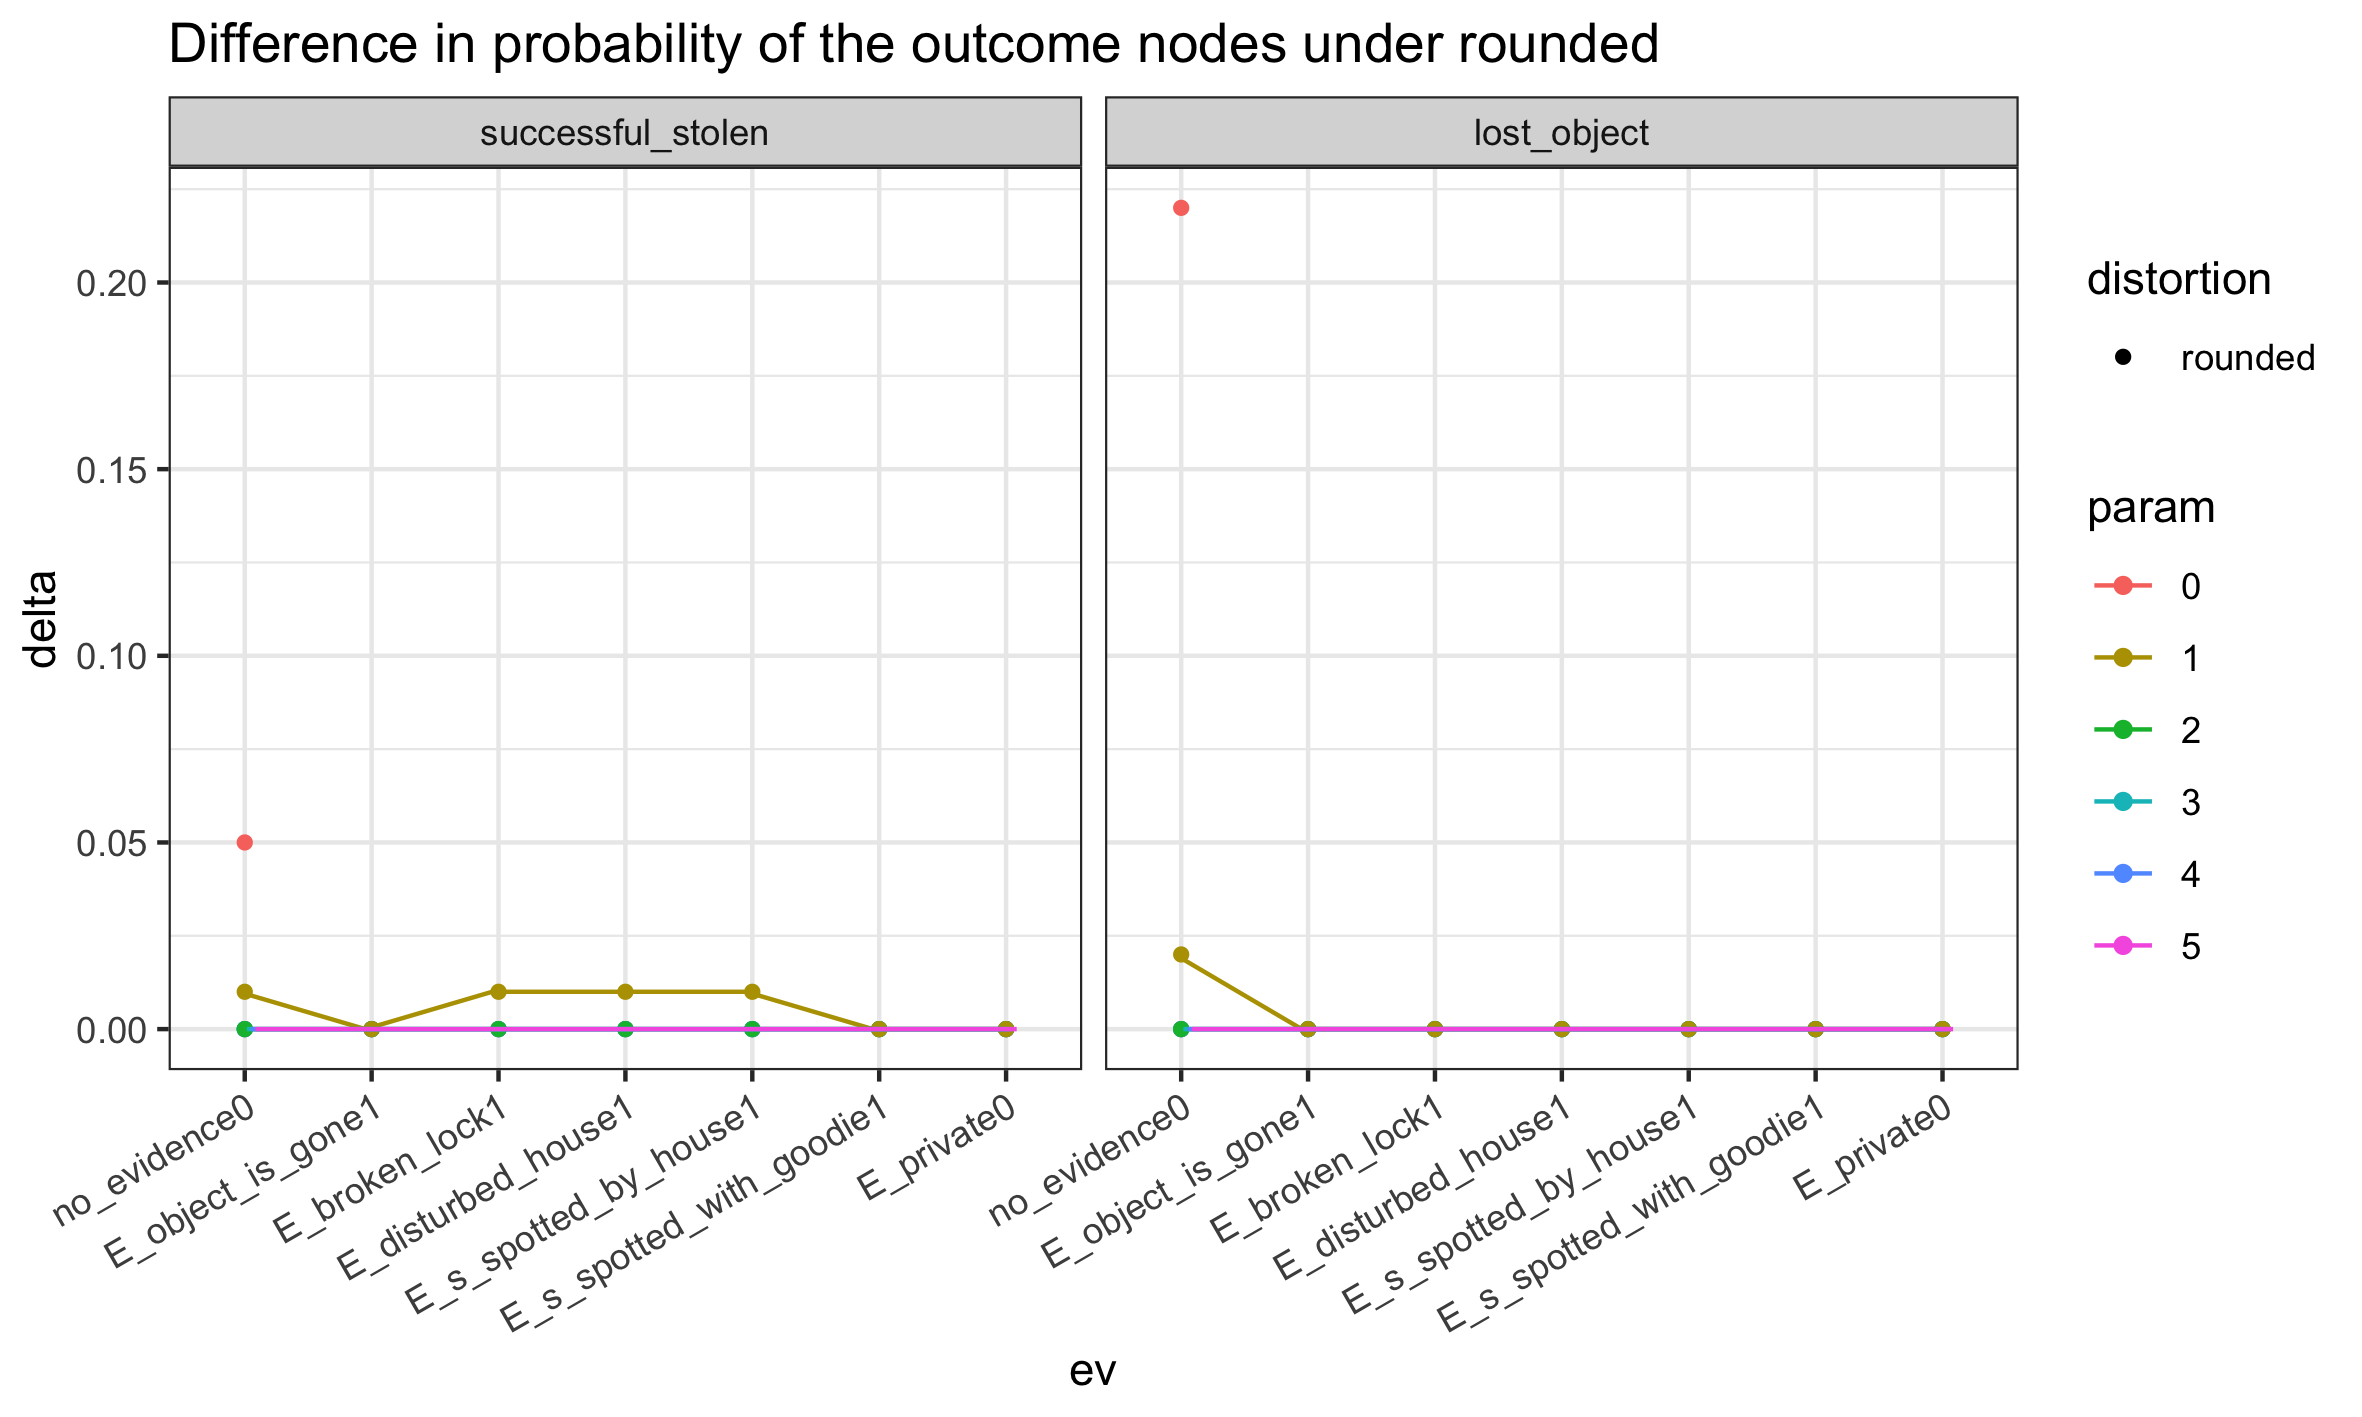 Difference in probability of the outcome nodes under rounded
successful_stolen
lost_object
delta
0.20
0.15
0.10
0.05
0.00
no_evidence0
E_object_is_gone1
E_broken_lock1
E_disturbed_house1
E_s_spotted_by_house1
E_s_spotted_with_goodie1
E_private0
no_evidence0
E_object_is_gone1
E_broken_lock1
E_disturbed_house1
E_s_spotted_by_house1
E_s_spotted_with_goodie1
E_private0
ev
distortion
rounded
param
0
1
2
3
4
5